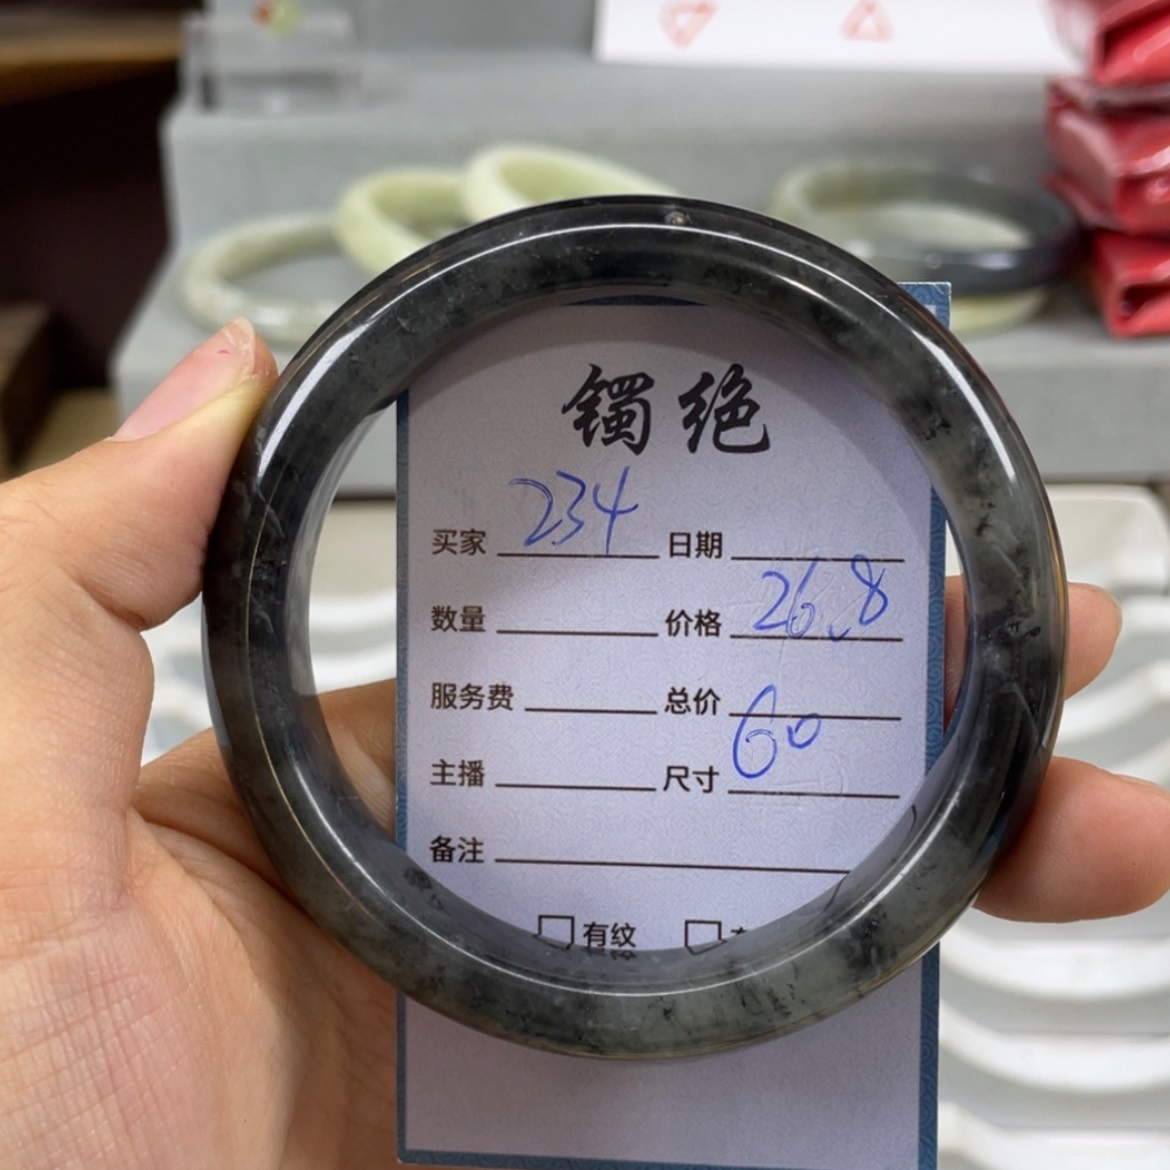 镯绝
买家 234 日期
数量 价格 26.8
服务费 总价
主播 尺寸 60
备注
有纹